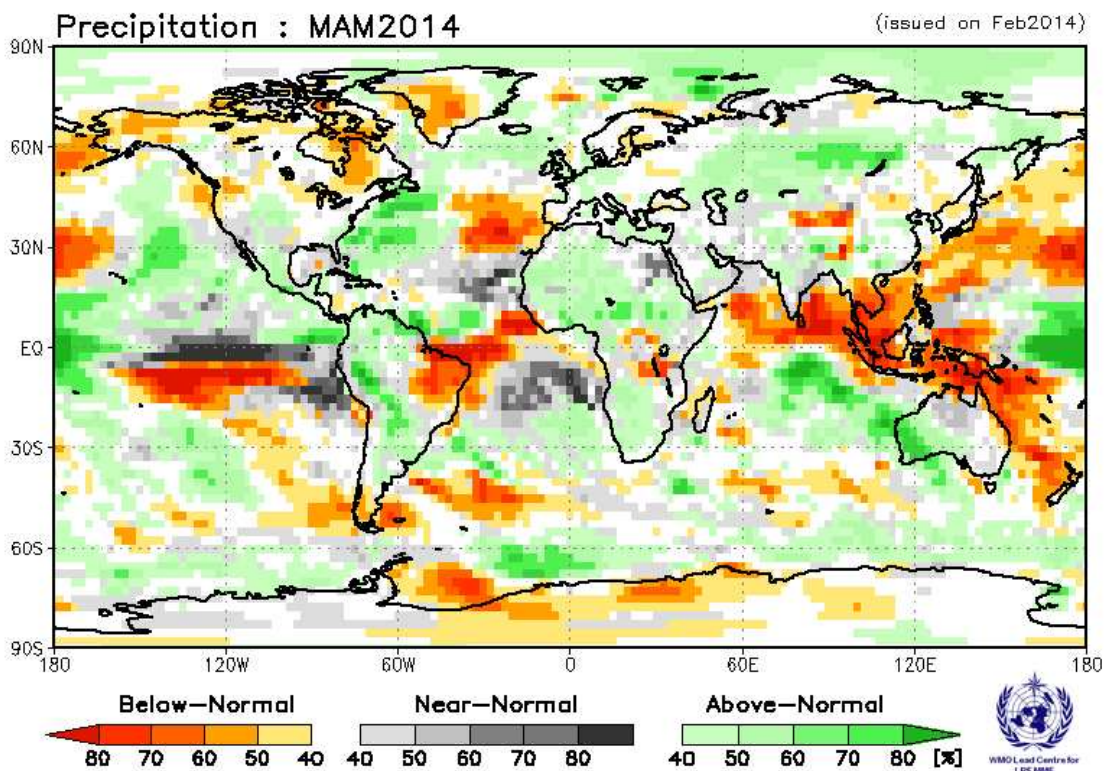 Precipitation : MAM2014
(issued on Feb2014)
90N
60N
30N
EQ
30S
60S
90S
180 120W 60W 0 60E 120E 180
Below-Normal Near-Normal Above-Normal
80 70 60 50 40 40 50 60 70 80 40 50 60 70 80 [%]
WMO Lead Centre for